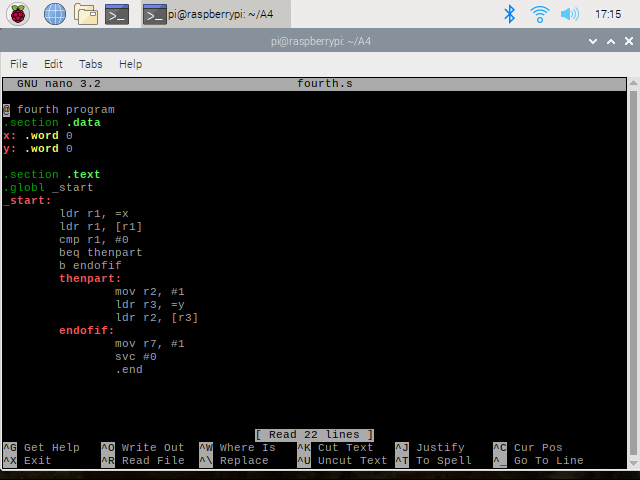 pi@raspberrypi: ~/A4
17:15
pi@raspberrypi: ~/A4
File Edit Tabs Help
GNU nano 3.2 fourth.s
@ fourth program
.section .data
x: .word 0
y: .word 0
.section .text
.globl _start
_start:
ldr r1, =x
ldr r1, [r1]
cmp r1, #0
beq thenpart
b endofif
thenpart:
mov r2, #1
ldr r3, =y
ldr r2, [r3]
endofif:
mov r7, #1
svc #0
.end
[ Read 22 lines ]
^G Get Help ^O Write Out ^W Where Is ^K Cut Text ^J Justify ^C Cur Pos
^X Exit ^R Read File ^\ Replace ^U Uncut Text ^T To Spell ^_ Go To Line